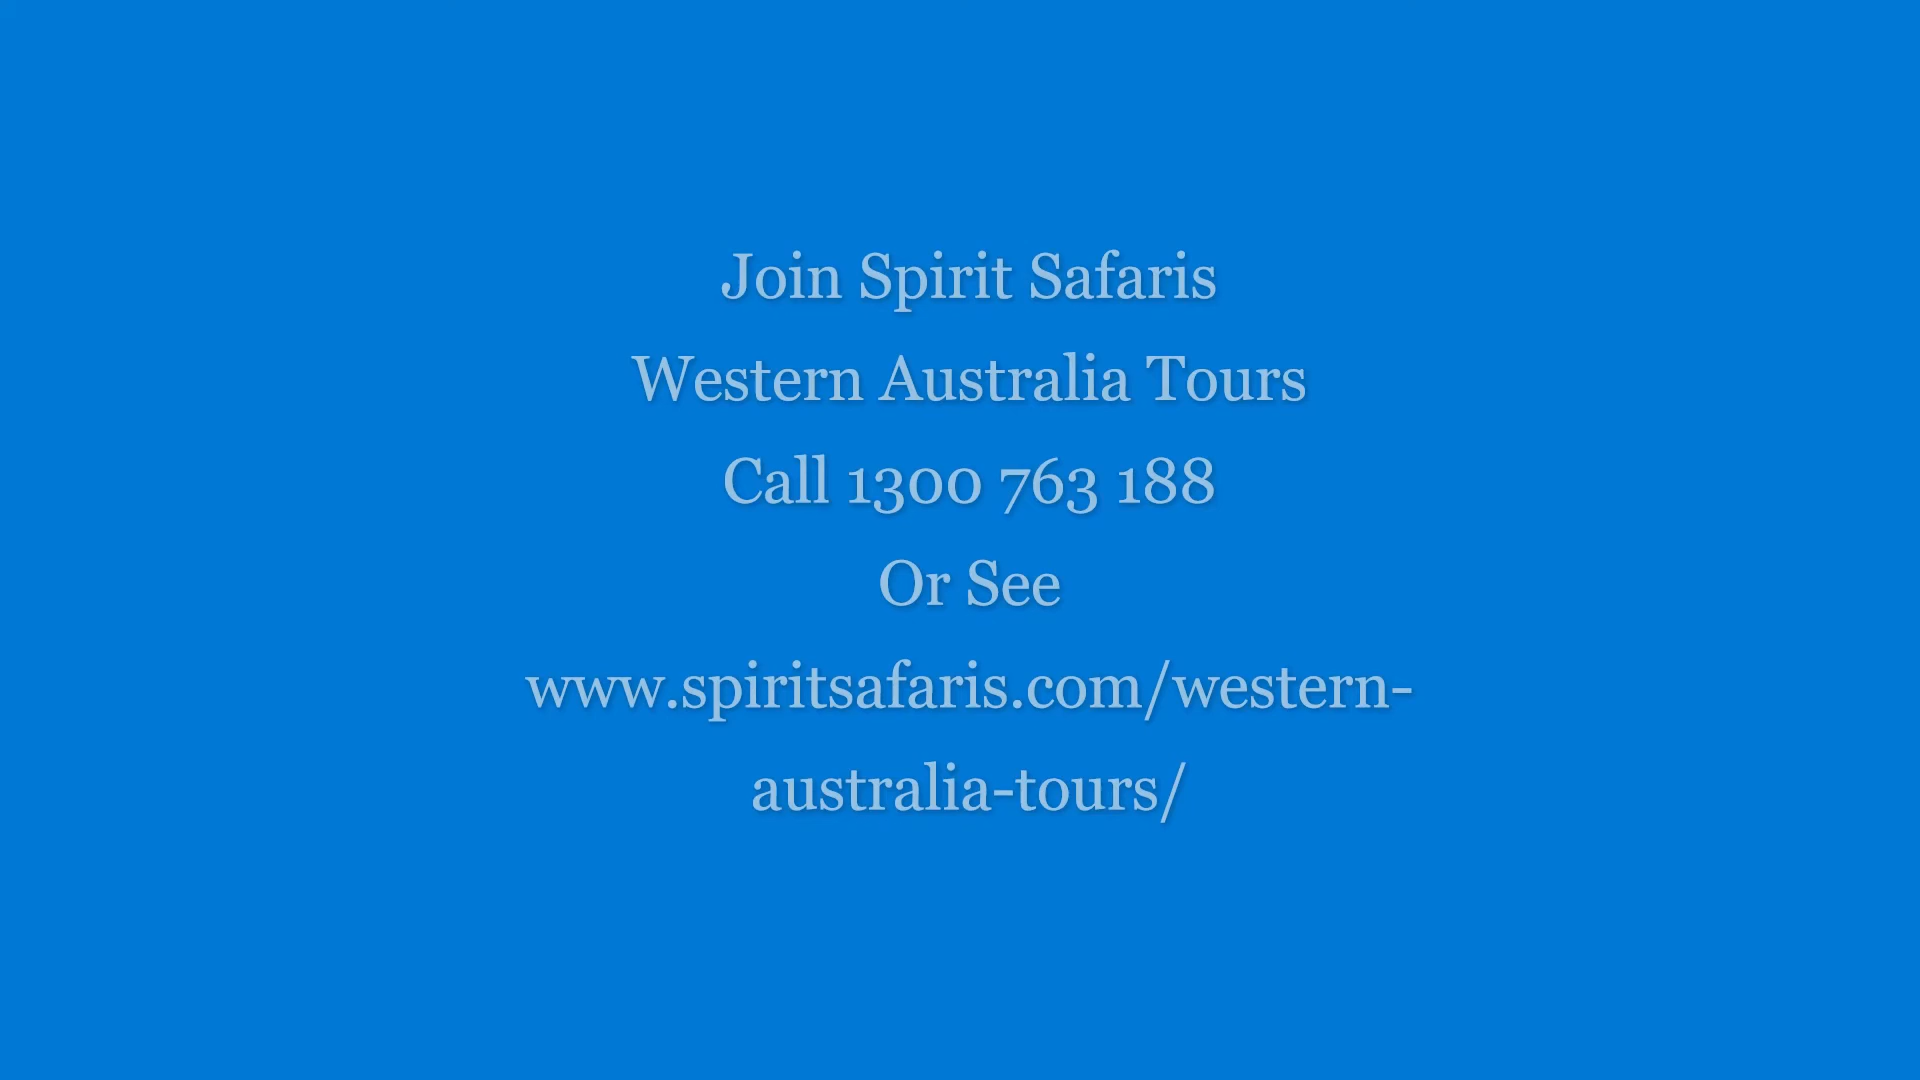 Join Spirit Safaris
Western Australia Tours
Call 1300 763 188
Or See
www.spiritsafaris.com/western-
australia-tours/